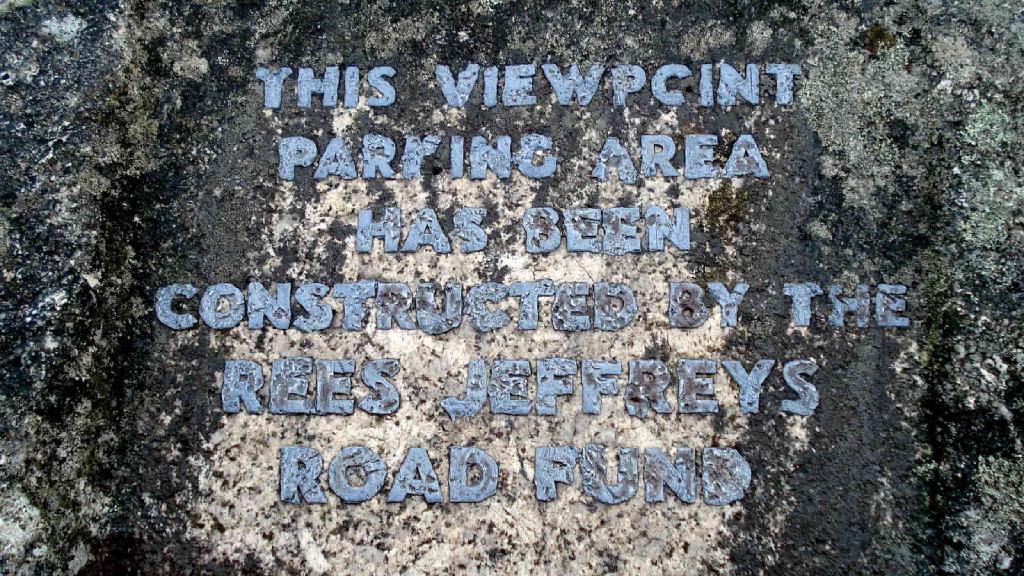 THIS VIEWPOINT
PARKING AREA
HAS BEEN
CONSTRUCTED BY THE
REES JEFFREYS
ROAD FUND